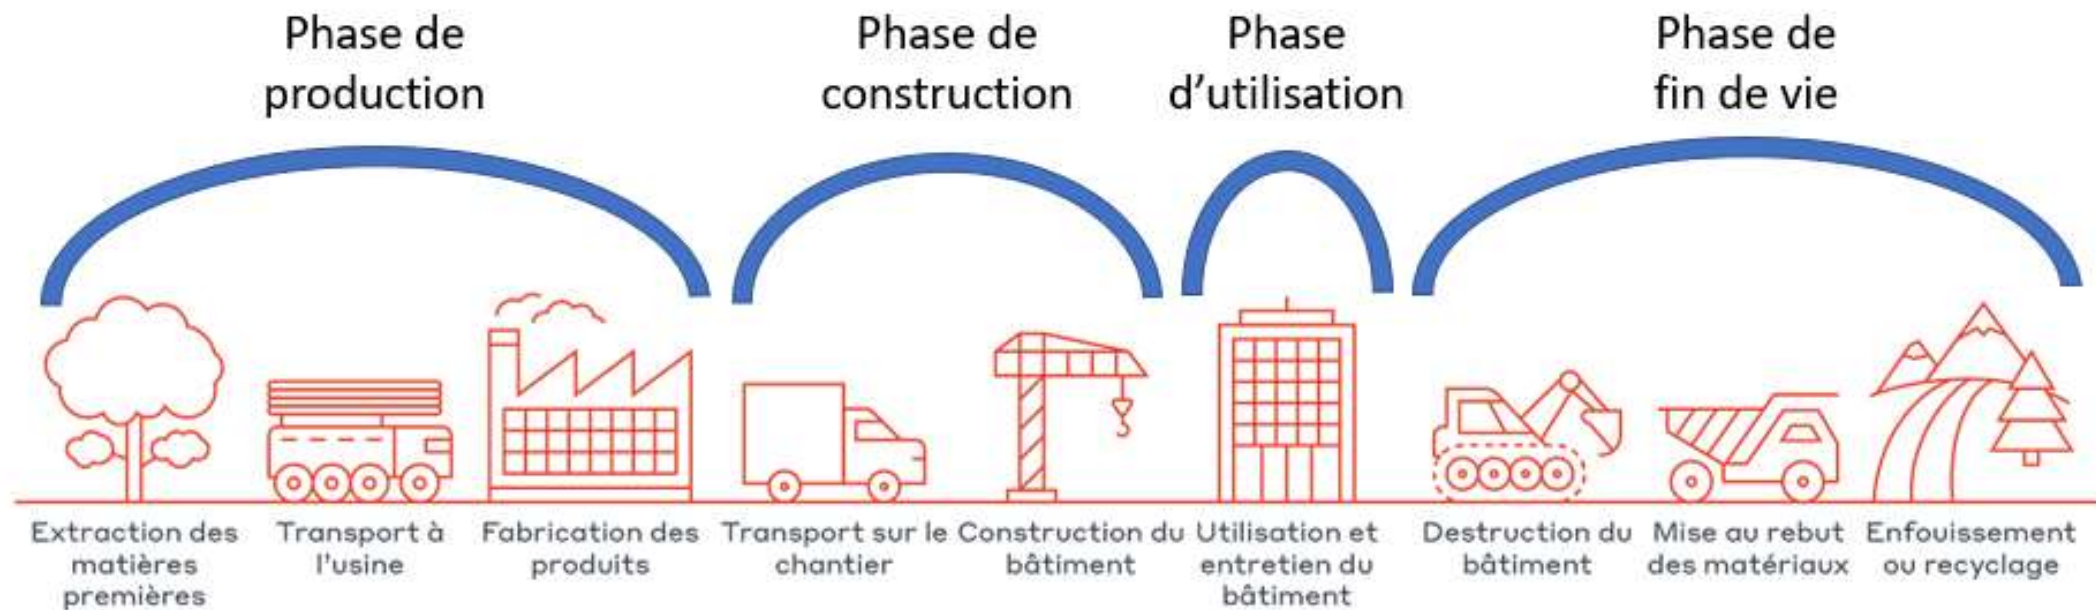 Phase de
production
Phase de
construction
Phase
d’utilisation
Phase de
fin de vie
Extraction des
matières
premières
Transport à
l'usine
Fabrication des
produits
Transport sur le
chantier
Construction du
bâtiment
Utilisation et
entretien du
bâtiment
Destruction du
bâtiment
Mise au rebut
des matériaux
Enfouissement
ou recyclage